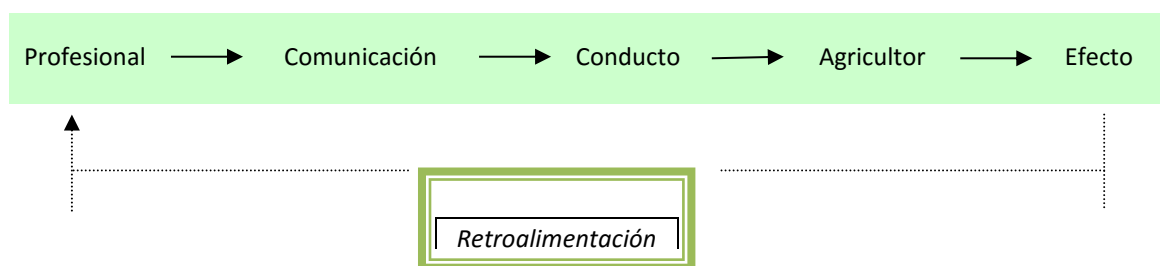 Profesional Comunicación Conducto Agricultor Efecto
Retroalimentación